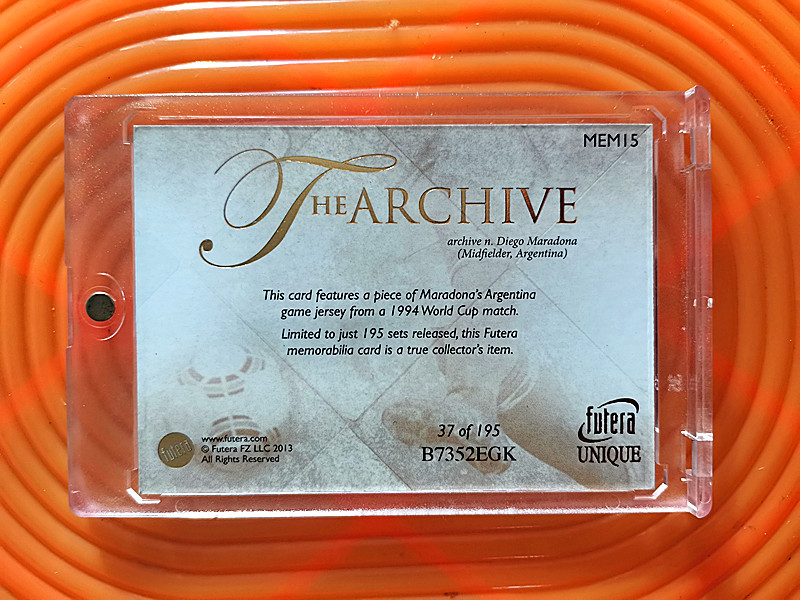 MEM15
THE ARCHIVE
archive n. Diego Maradona
(Midfielder, Argentina)
This card features a piece of Maradona's Argentina
game jersey from a 1994 World Cup match.
Limited to just 195 sets released, this Futera
memorabilia card is a true collector's item.
37 of 195
B7352EGK
futera
www.futera.com
© Futera FZ LLC 2013
All Rights Reserved
futera
UNIQUE